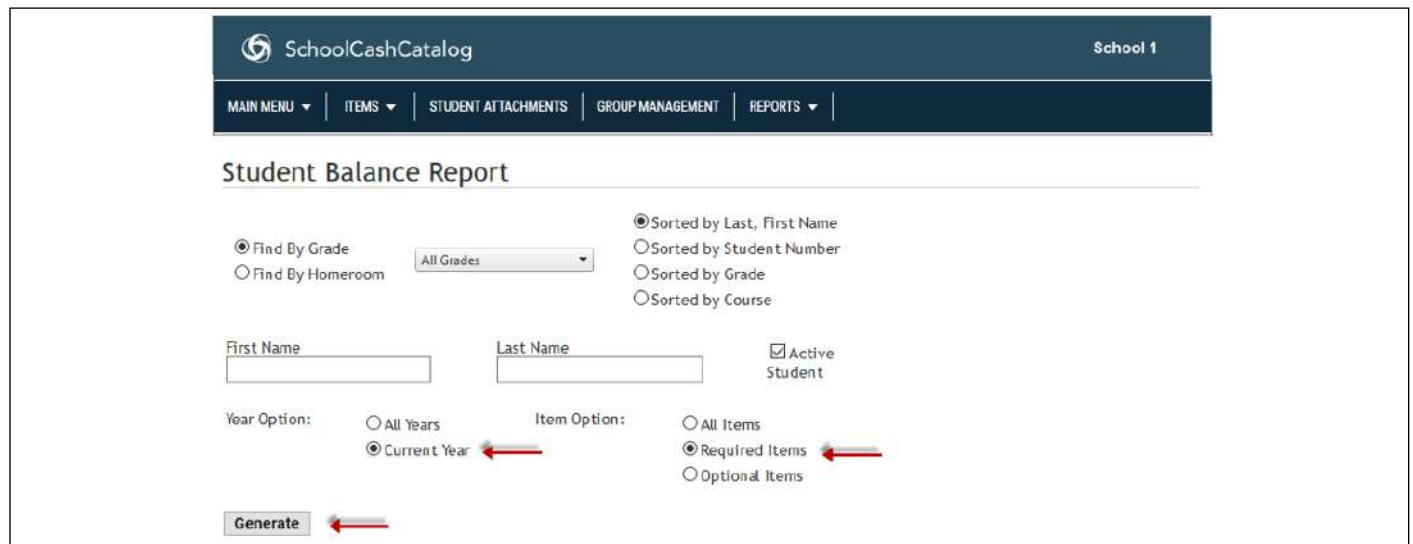 SchoolCashCatalog
School 1
MAIN MENU
ITEMS
STUDENT ATTACHMENTS
GROUP MANAGEMENT
REPORTS
Student Balance Report
Find By Grade
Find By Homeroom
All Grades
Sorted by Last, First Name
Sorted by Student Number
Sorted by Grade
Sorted by Course
First Name
Last Name
Active
Student
Year Option:
All Years
Current Year
Item Option:
All Items
Required Items
Optional Items
Generate